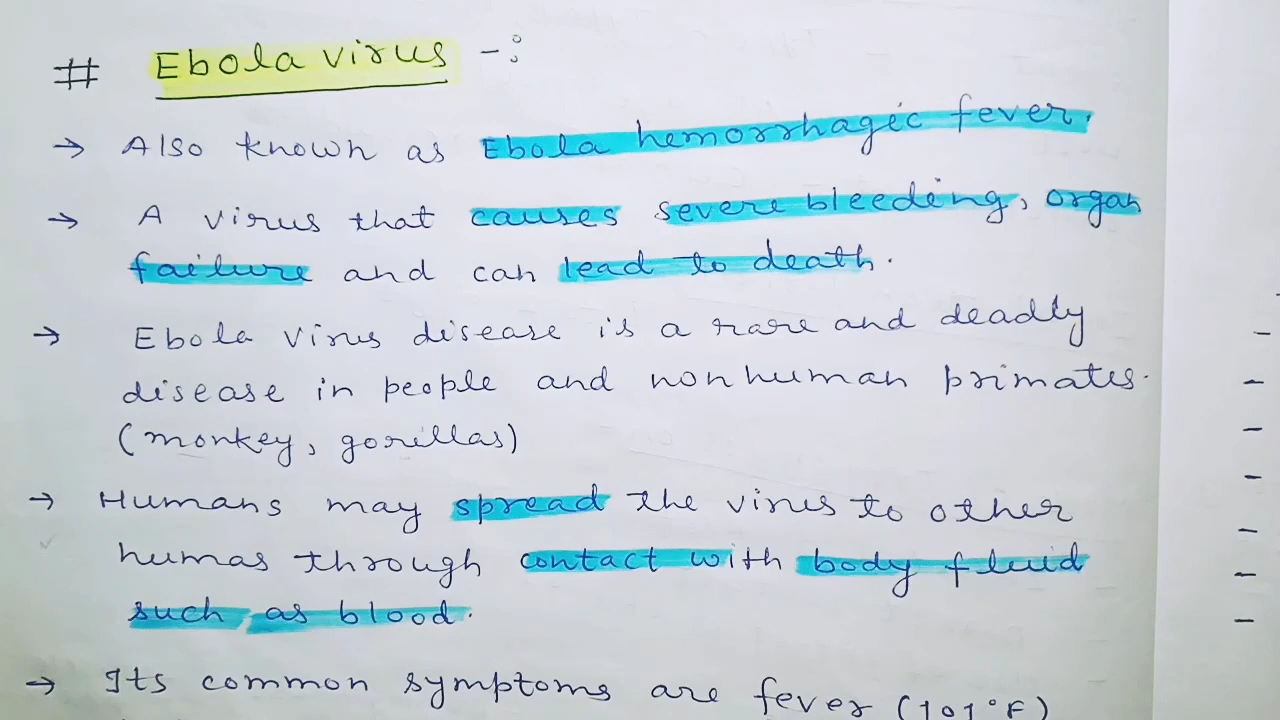 # Ebola virus -:
→ Also known as Ebola hemorrhagic fever.
→ A virus that causes severe bleeding, organ
failure and can lead to death.
→ Ebola virus disease is a rare and deadly
disease in people and nonhuman primates.
(monkey, gorillas)
→ Humans may spread the virus to other
humas through contact with body fluid
such as blood.
→ Its common symptoms are fever (101°F)